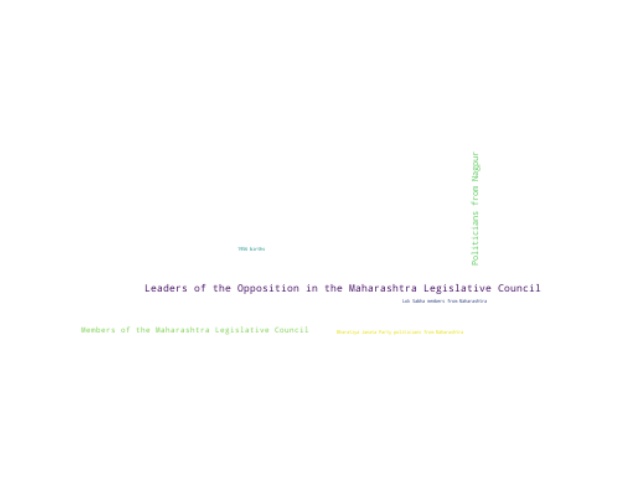 Politicians from Nagpur
births
Leaders of the Opposition in the Maharashtra Legislative Council
Lok Sabha members from Maharashtra
Members of the Maharashtra Legislative Council
Bharatiya Janata Party politicians from Maharashtra